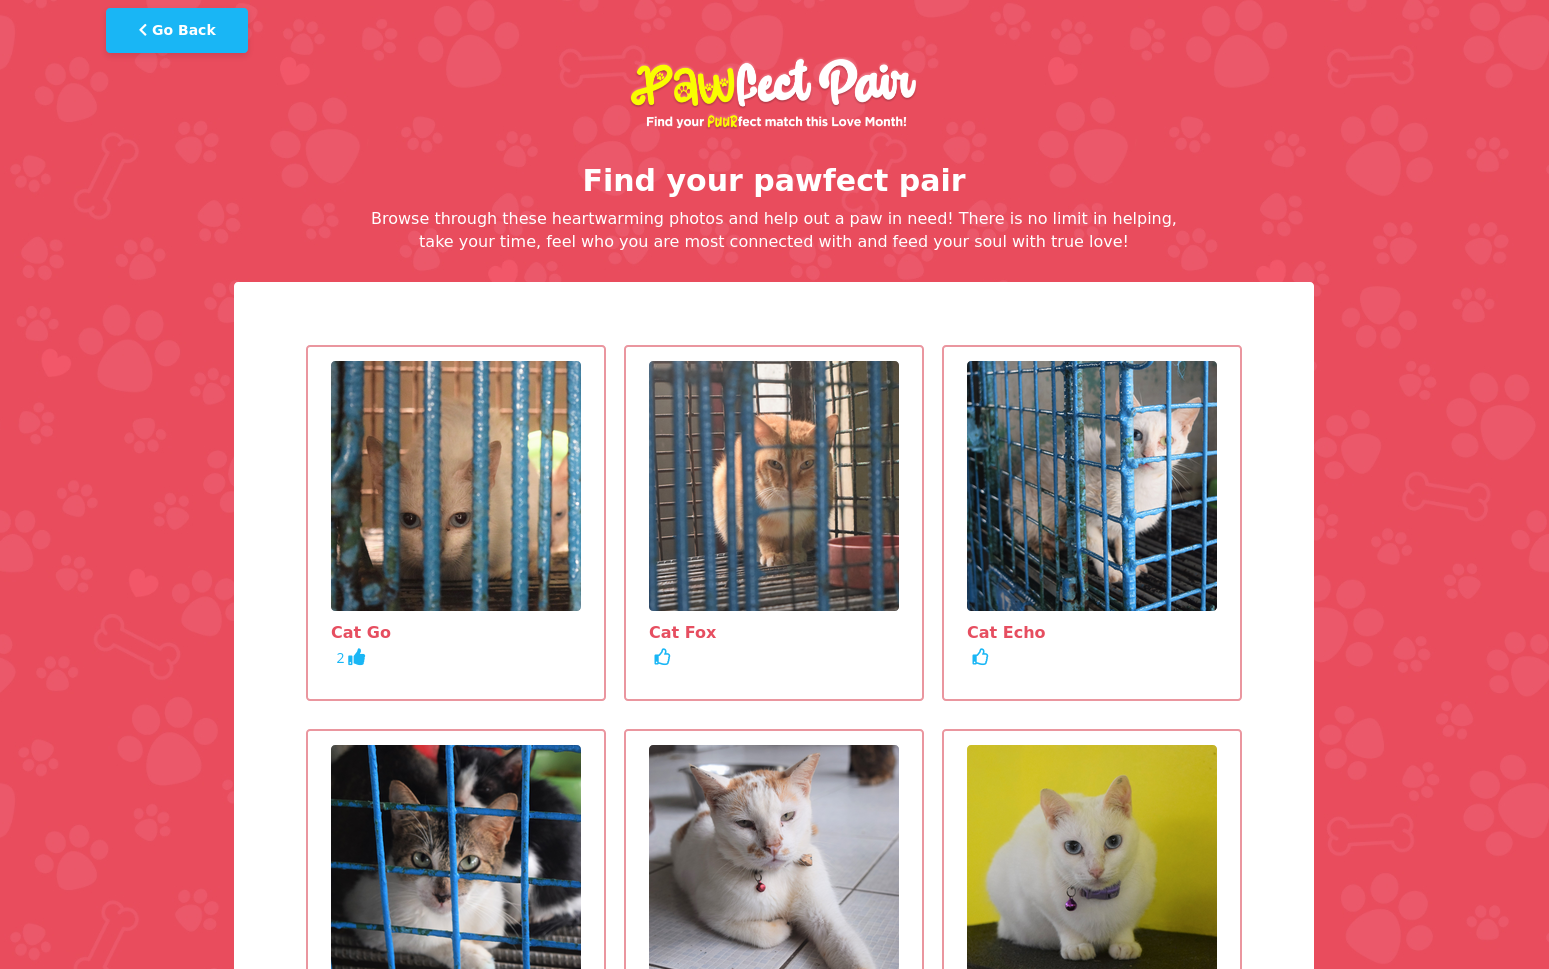 Go Back
Pawfect Pair
Find your PUURfect match this Love Month!
Find your pawfect pair
Browse through these heartwarming photos and help out a paw in need! There is no limit in helping,
take your time, feel who you are most connected with and feed your soul with true love!
Cat Go
2
Cat Fox
Cat Echo